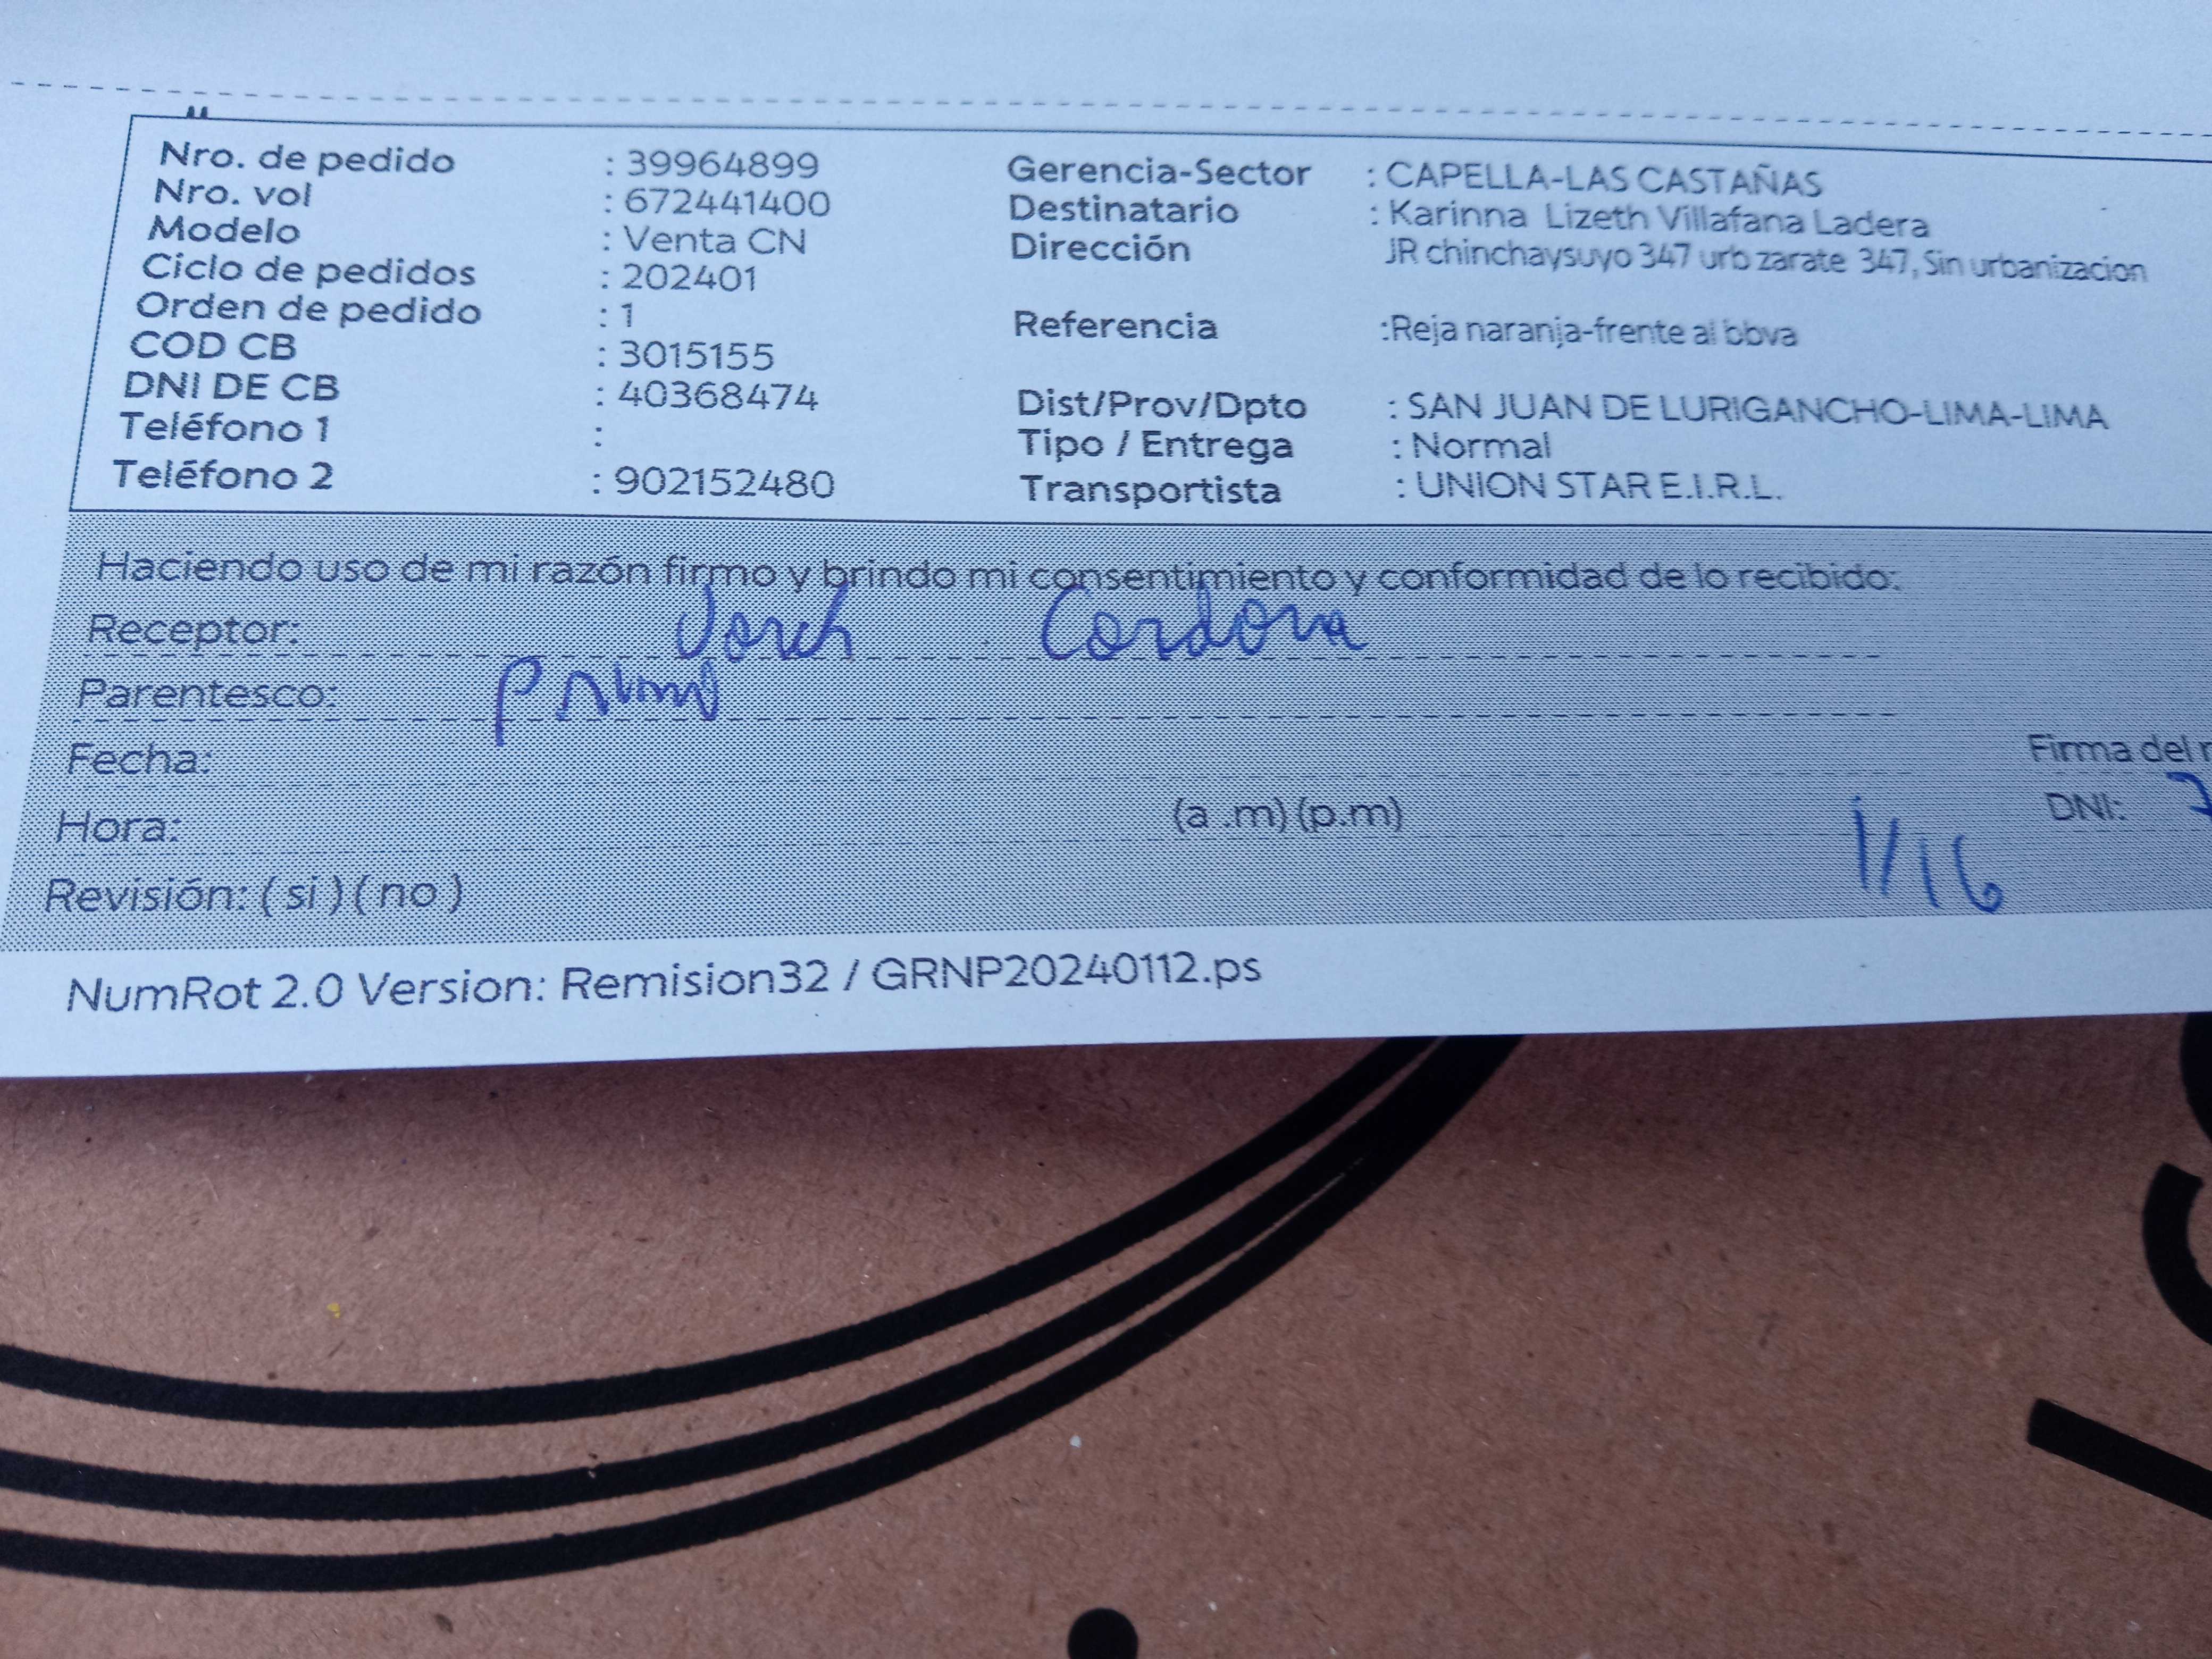 Nro. de pedido : 39964899
Nro. vol : 672441400
Modelo : Venta CN
Ciclo de pedidos : 202401
Orden de pedido : 1
COD CB : 3015155
DNI DE CB : 40368474
Teléfono 1 :
Teléfono 2 : 902152480
Gerencia-Sector : CAPELLA-LAS CASTAÑAS
Destinatario : Karinna Lizeth Villafana Ladera
Dirección JR chinchaysuyo 347 urb zarate 347, Sin urbanizacion
Referencia :Reja naranja-frente al bbva
Dist/Prov/Dpto : SAN JUAN DE LURIGANCHO-LIMA-LIMA
Tipo / Entrega : Normal
Transportista : UNION STAR E.I.R.L.
Haciendo uso de mi razón firmo y brindo mi consentimiento y conformidad de lo recibido:
Receptor: Jorch Cordova
Parentesco: Primo
Fecha:
Hora: (a .m) (p.m)
Revisión: ( si ) ( no )
Firma del
DNI:
1/16
NumRot 2.0 Version: Remision32 / GRNP20240112.ps